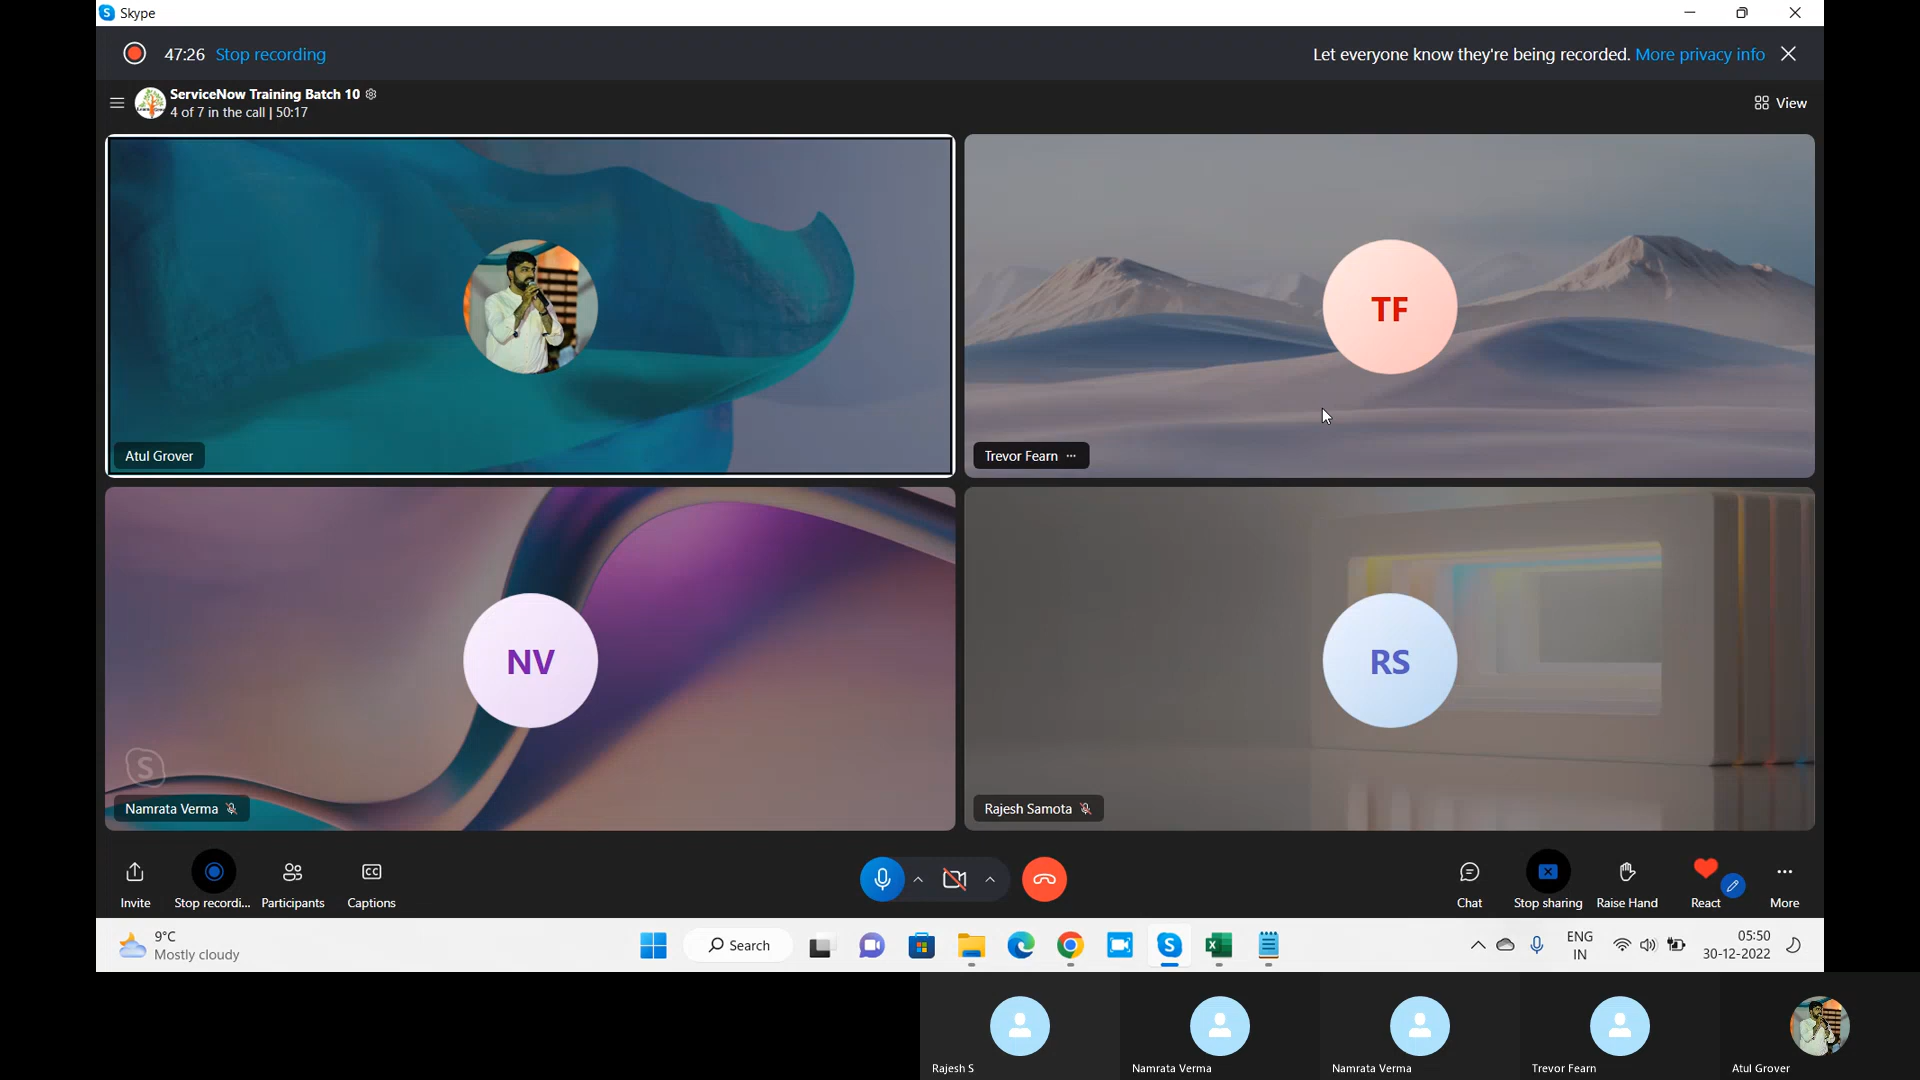 Skype
47:26 Stop recording
Let everyone know they're being recorded. More privacy info
ServiceNow Training Batch 10
4 of 7 in the call | 50:17
View
Atul Grover
TF
Trevor Fearn
NV
Namrata Verma
RS
Rajesh Samota
Invite
Stop recordi...
Participants
CC
Captions
Chat
Stop sharing
Raise Hand
React
More
9°C
Mostly cloudy
Search
ENG
IN
05:50
30-12-2022
Rajesh S
Namrata Verma
Namrata Verma
Trevor Fearn
Atul Grover